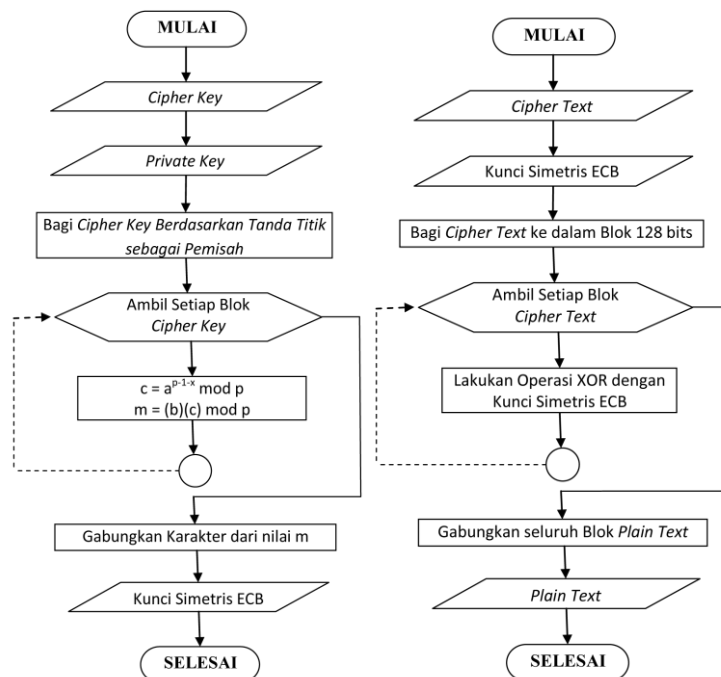 MULAI
Cipher Key
Private Key
Bagi Cipher Key Berdasarkan Tanda Titik
sebagai Pemisah
Ambil Setiap Blok
Cipher Key
c = a^{p-1-x} mod p
m = (b)(c) mod p
Gabungkan Karakter dari nilai m
Kunci Simetris ECB
SELESAI
MULAI
Cipher Text
Kunci Simetris ECB
Bagi Cipher Text ke dalam Blok 128 bits
Ambil Setiap Blok
Cipher Text
Lakukan Operasi XOR dengan
Kunci Simetris ECB
Gabungkan seluruh Blok Plain Text
Plain Text
SELESAI